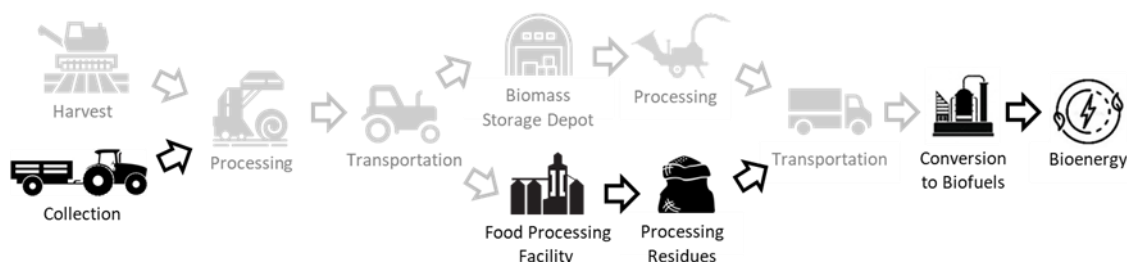 Harvest
Collection
Processing
Transportation
Biomass
Storage Depot
Food Processing
Facility
Processing
Processing
Residues
Transportation
Conversion
to Biofuels
Bioenergy